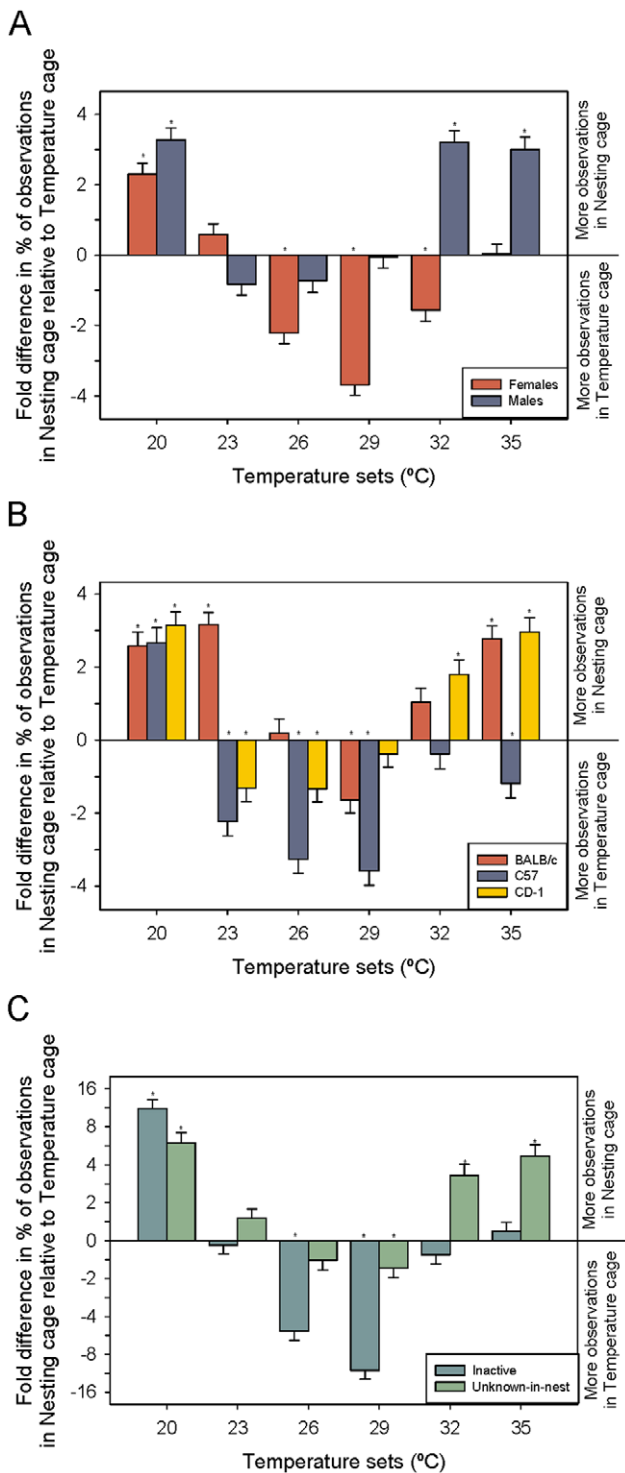 A
Fold difference in % of observations
in Nesting cage relative to Temperature cage
4
2
0
-2
-4
* * * * * * *
More observations
in Nesting cage
More observations
in Temperature cage
Females
Males
20 23 26 29 32 35
Temperature sets (ºC)
B
Fold difference in % of observations
in Nesting cage relative to Temperature cage
4
2
0
-2
-4
* * * * * * * * * * * * * *
More observations
in Nesting cage
More observations
in Temperature cage
BALB/c
C57
CD-1
20 23 26 29 32 35
Temperature sets (ºC)
C
Fold difference in % of observations
in Nesting cage relative to Temperature cage
16
8
4
2
0
-2
-4
-8
-16
* * * * * * *
More observations
in Nesting cage
More observations
in Temperature cage
Inactive
Unknown-in-nest
20 23 26 29 32 35
Temperature sets (ºC)